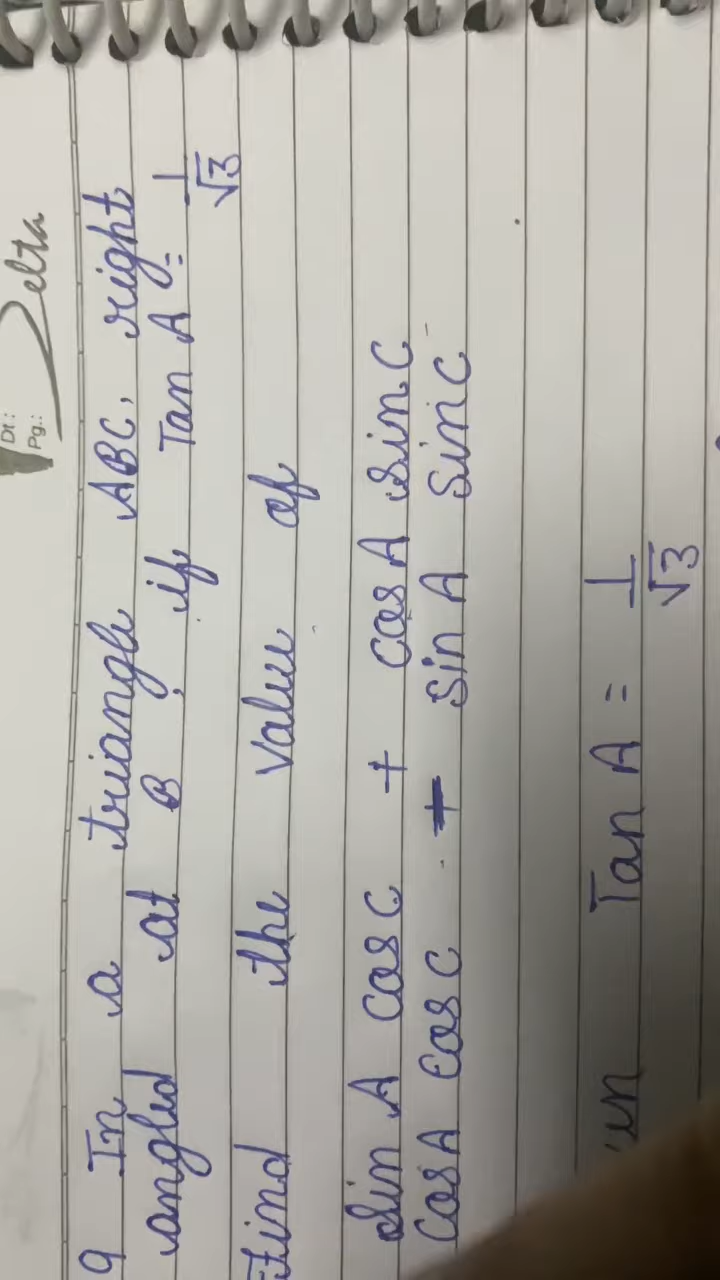 Delta
Dt.:
Pg.:
9 In a triangle ABC, right
angled at B, if Tan A = 1/√3
Find the value of
Sin A cos C + cos A sin C
Cos A Cos C + Sin A Sin C
Tan A = 1/√3